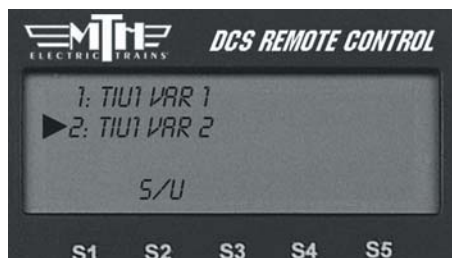 MTH
ELECTRIC TRAINS
DCS REMOTE CONTROL
1: TIU1 VAR 1
▶2: TIU1 VAR 2
S/U
S1 S2 S3 S4 S5